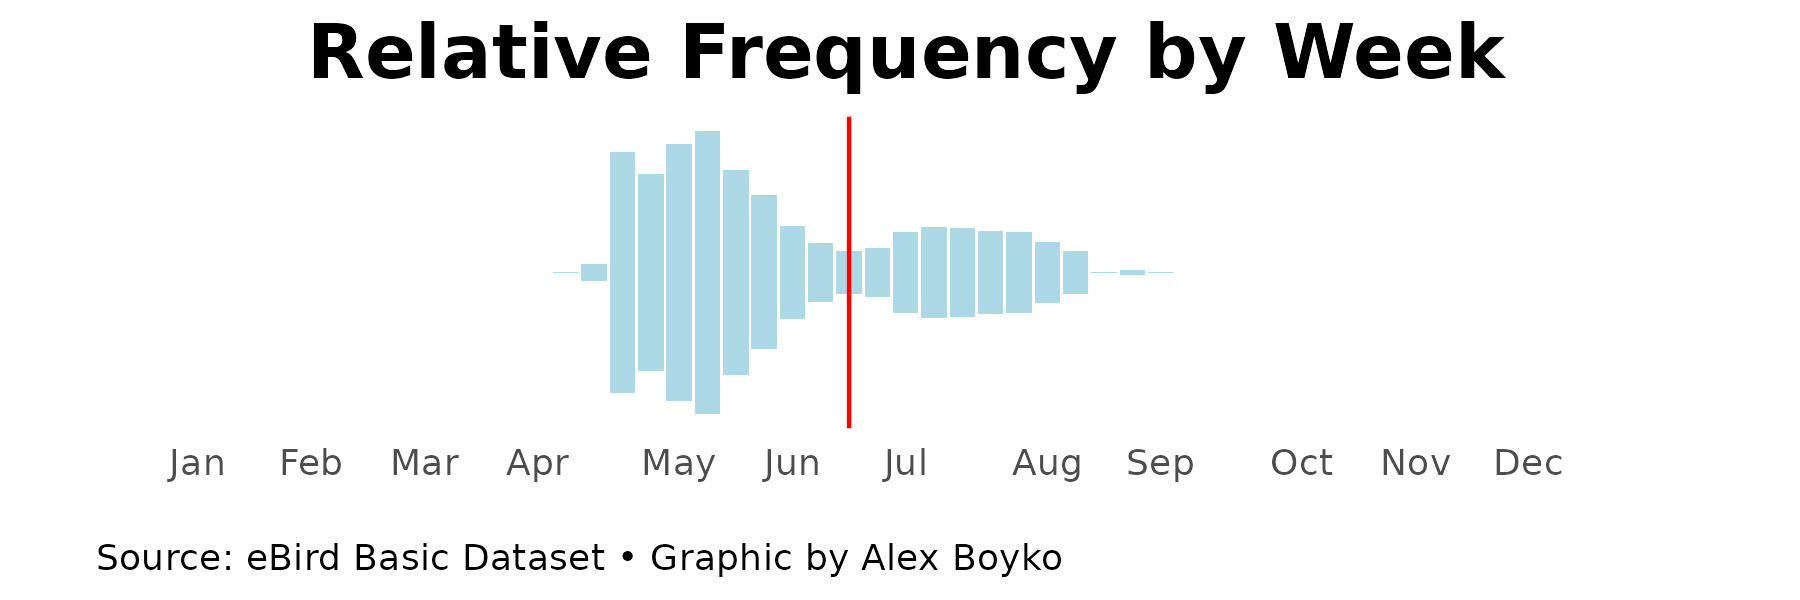 Relative Frequency by Week
Jan Feb Mar Apr May Jun Jul Aug Sep Oct Nov Dec
Source: eBird Basic Dataset • Graphic by Alex Boyko